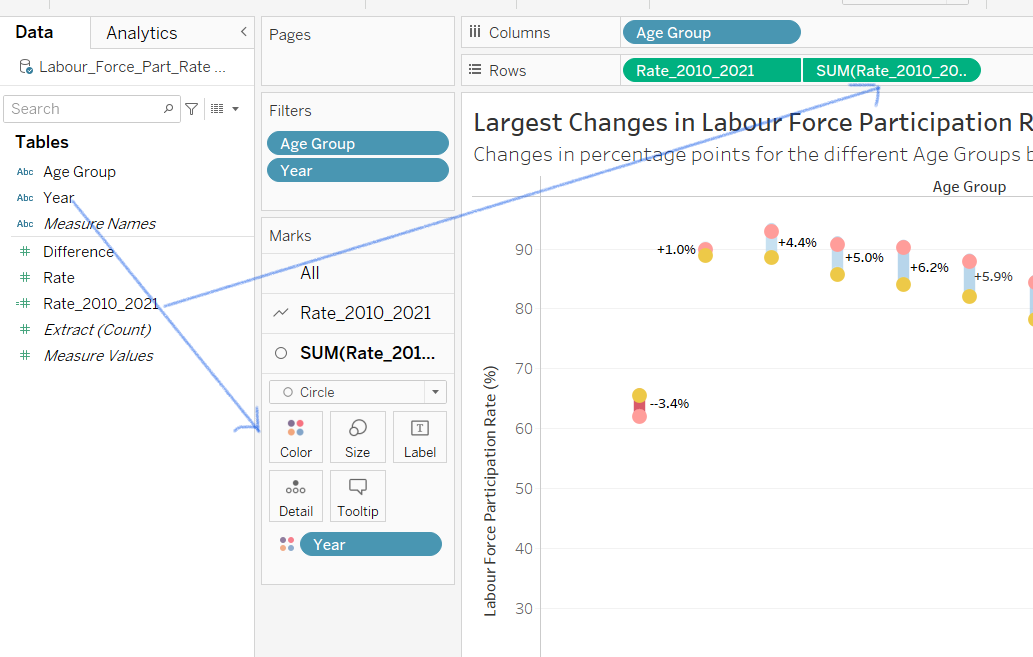 Data
Analytics
Labour_Force_Part_Rate ...
Search
Tables
Abc Age Group
Abc Year
Abc Measure Names
Difference
Rate
Rate_2010_2021
Extract (Count)
Measure Values
Pages
Filters
Age Group
Year
Marks
All
Rate_2010_2021
SUM(Rate_201...
Circle
Color
Size
Label
Detail
Tooltip
Year
Columns
Age Group
Rows
Rate_2010_2021
SUM(Rate_2010_20..
Largest Changes in Labour Force Participation R
Changes in percentage points for the different Age Groups b
Age Group
Labour Force Participation Rate (%)
90
80
70
60
50
40
30
+1.0%
+4.4%
+5.0%
+6.2%
+5.9%
--3.4%